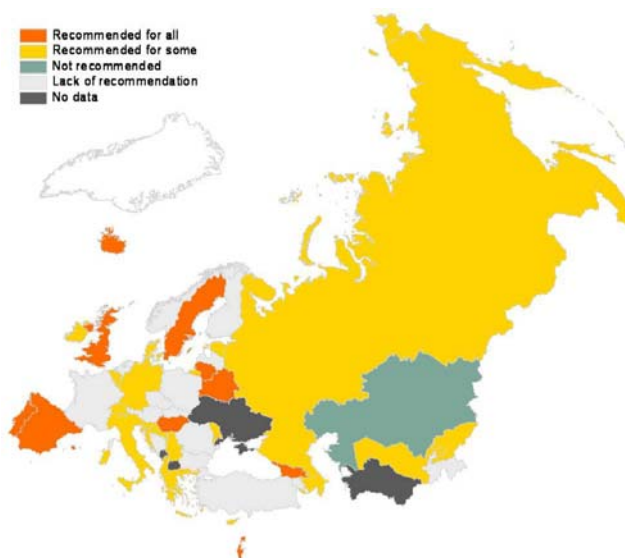 Recommended for all
Recommended for some
Not recommended
Lack of recommendation
No data